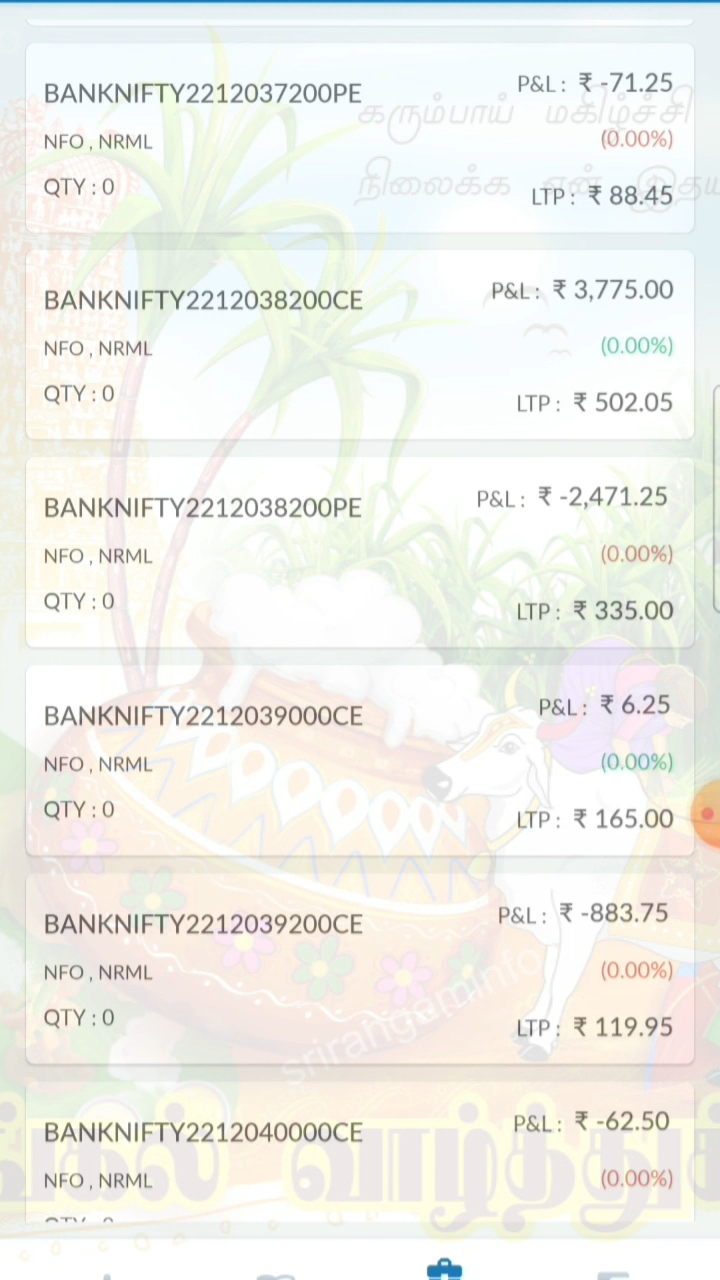 BANKNIFTY2212037200PE
P&L : ₹ -71.25
கரும்பாய் மகிழ்ச்சி
NFO , NRML
(0.00%)
QTY : 0
நிலைக்க என்
LTP : ₹ 88.45
BANKNIFTY2212038200CE
P&L : ₹ 3,775.00
NFO , NRML
(0.00%)
QTY : 0
LTP : ₹ 502.05
BANKNIFTY2212038200PE
P&L : ₹ -2,471.25
NFO , NRML
(0.00%)
QTY : 0
LTP : ₹ 335.00
BANKNIFTY2212039000CE
P&L : ₹ 6.25
NFO , NRML
(0.00%)
QTY : 0
LTP : ₹ 165.00
BANKNIFTY2212039200CE
P&L : ₹ -883.75
NFO , NRML
(0.00%)
QTY : 0
LTP : ₹ 119.95
srirangaminfo
BANKNIFTY2212040000CE
P&L : ₹ -62.50
NFO , NRML
(0.00%)